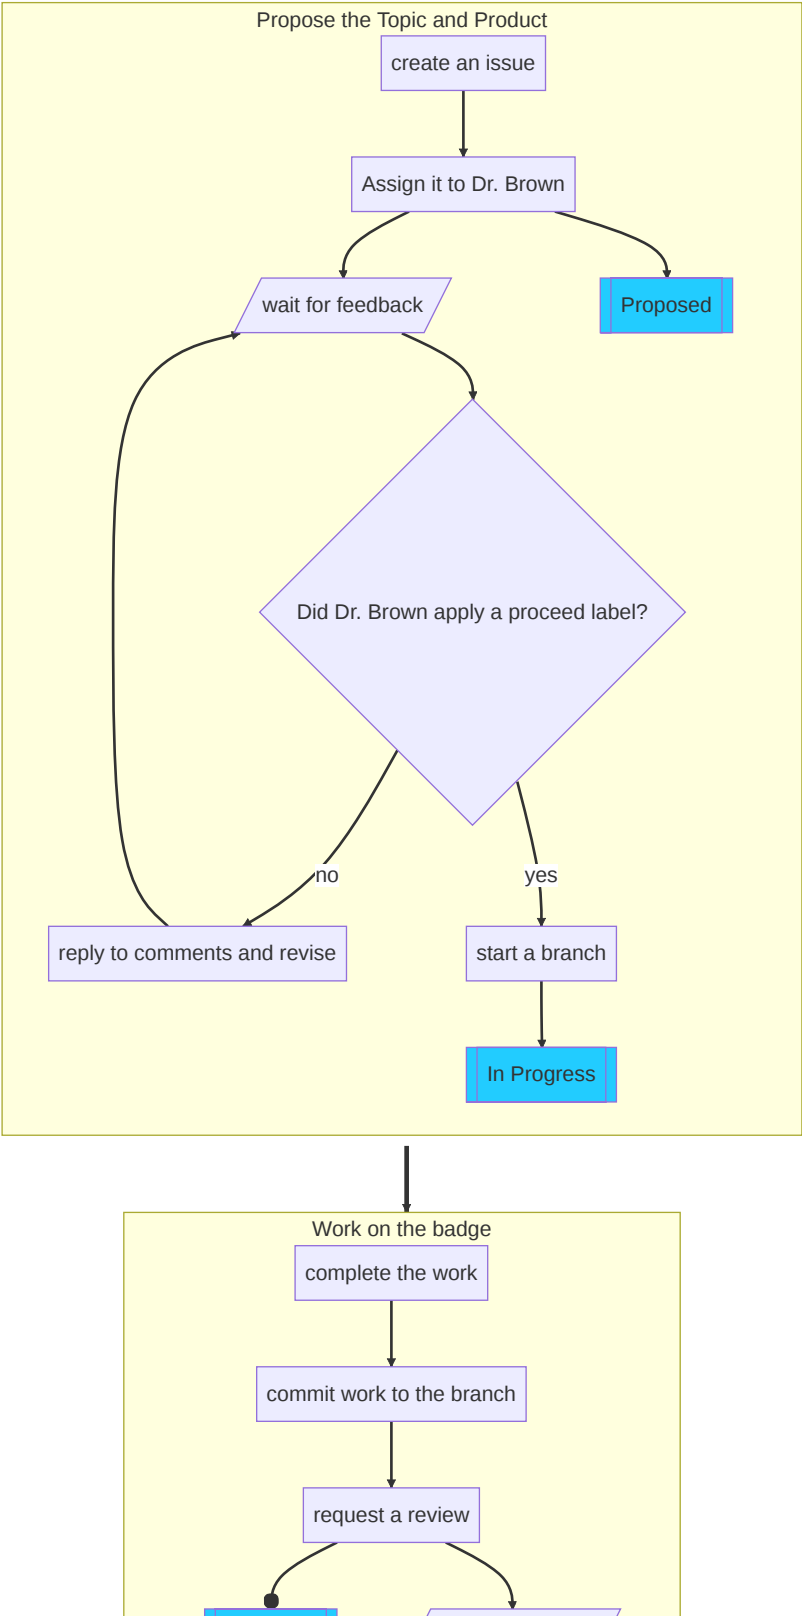 Propose the Topic and Product
create an issue
Assign it to Dr. Brown
wait for feedback
Proposed
Did Dr. Brown apply a proceed label?
no
yes
reply to comments and revise
start a branch
In Progress
Work on the badge
complete the work
commit work to the branch
request a review